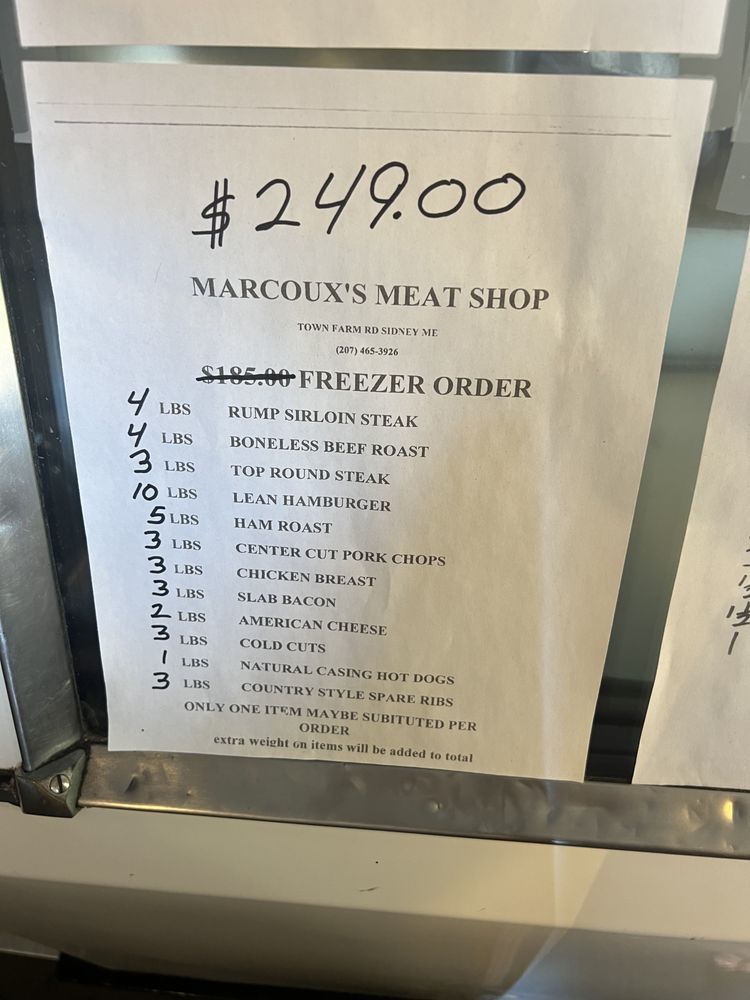 $249.00
MARCOUX'S MEAT SHOP
TOWN FARM RD SIDNEY ME
(207) 465-3926
$185.00 FREEZER ORDER
4 LBS RUMP SIRLOIN STEAK
4 LBS BONELESS BEEF ROAST
3 LBS TOP ROUND STEAK
10 LBS LEAN HAMBURGER
5 LBS HAM ROAST
3 LBS CENTER CUT PORK CHOPS
3 LBS CHICKEN BREAST
3 LBS SLAB BACON
2 LBS AMERICAN CHEESE
3 LBS COLD CUTS
1 LBS NATURAL CASING HOT DOGS
3 LBS COUNTRY STYLE SPARE RIBS
ONLY ONE ITEM MAYBE SUBITUTED PER
ORDER
extra weight on items will be added to total